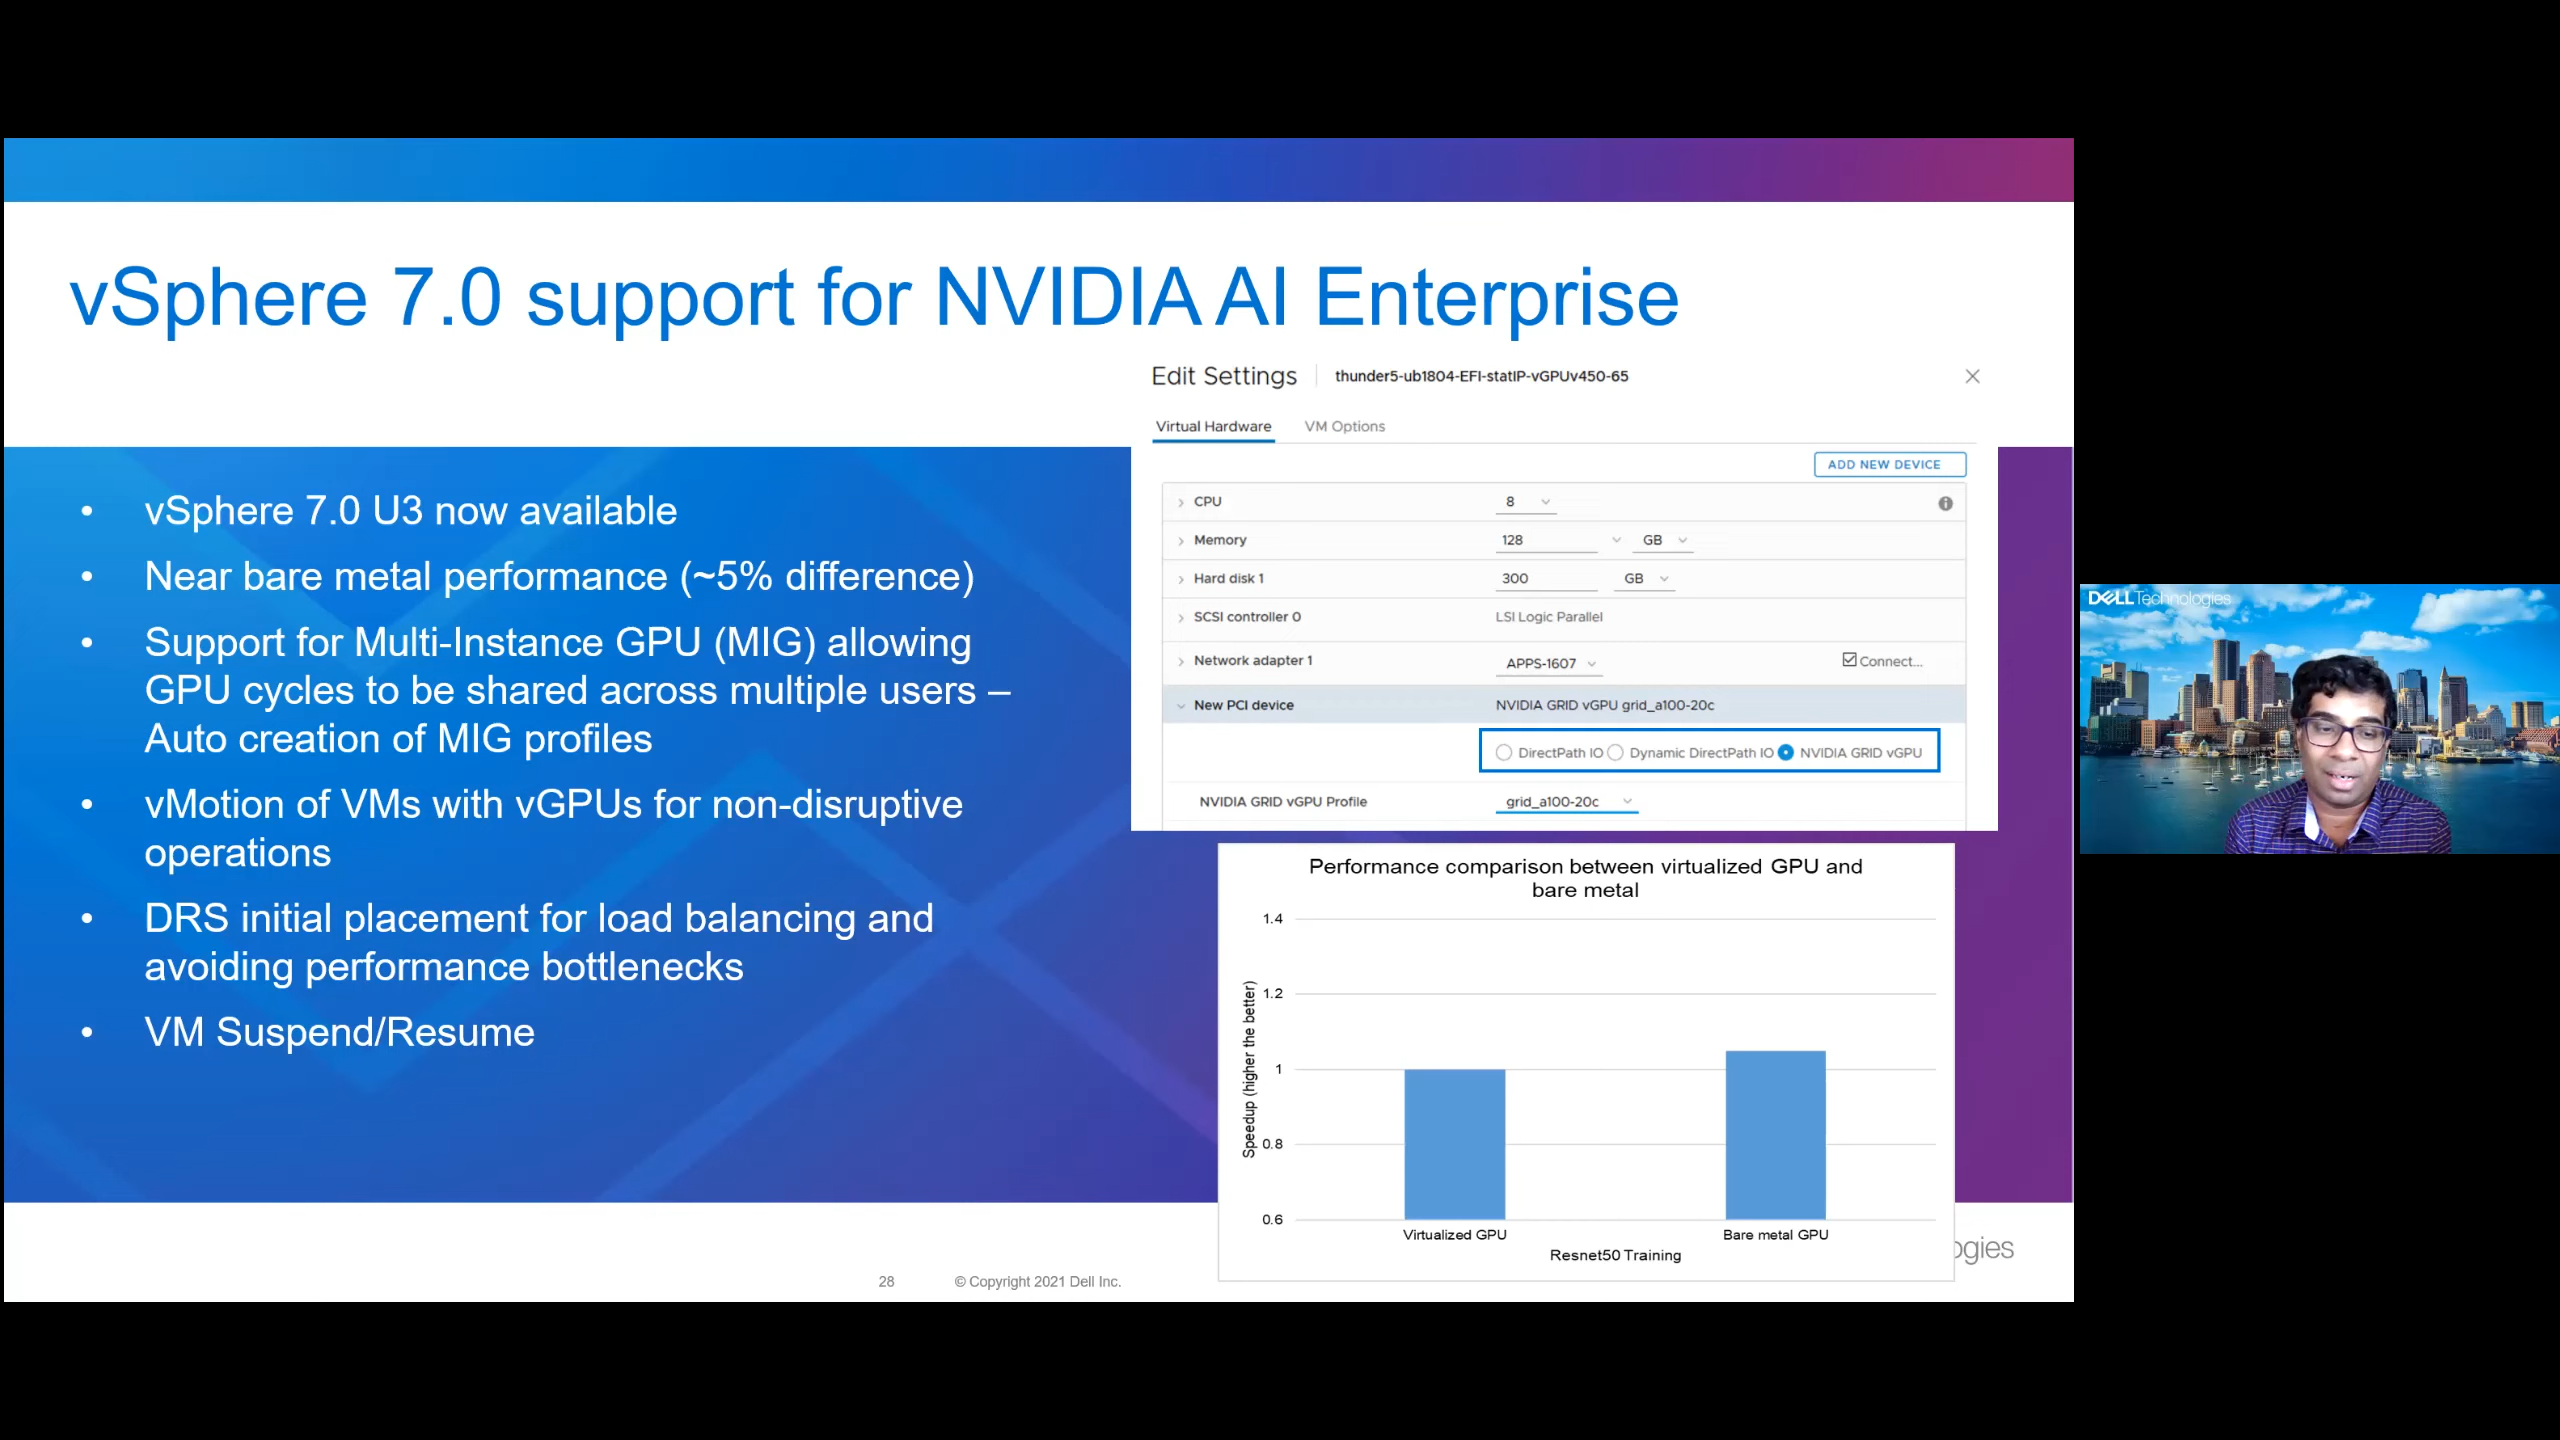 vSphere 7.0 support for NVIDIA AI Enterprise
• vSphere 7.0 U3 now available
• Near bare metal performance (~5% difference)
• Support for Multi-Instance GPU (MIG) allowing
GPU cycles to be shared across multiple users –
Auto creation of MIG profiles
• vMotion of VMs with vGPUs for non-disruptive
operations
• DRS initial placement for load balancing and
avoiding performance bottlenecks
• VM Suspend/Resume
Edit Settings thunder5-ub1804-EFI-statIP-vGPUv450-65
Virtual Hardware VM Options
ADD NEW DEVICE
CPU 8
Memory 128 GB
Hard disk 1 300 GB
SCSI controller 0 LSI Logic Parallel
Network adapter 1 APPS-1607 Connect...
New PCI device NVIDIA GRID vGPU grid_a100-20c
DirectPath IO Dynamic DirectPath IO NVIDIA GRID vGPU
NVIDIA GRID vGPU Profile grid_a100-20c
Performance comparison between virtualized GPU and
bare metal
Speedup (higher the better)
1.4
1.2
1
0.8
0.6
Virtualized GPU Bare metal GPU
Resnet50 Training
28 © Copyright 2021 Dell Inc.
ogies
DELL Technologies